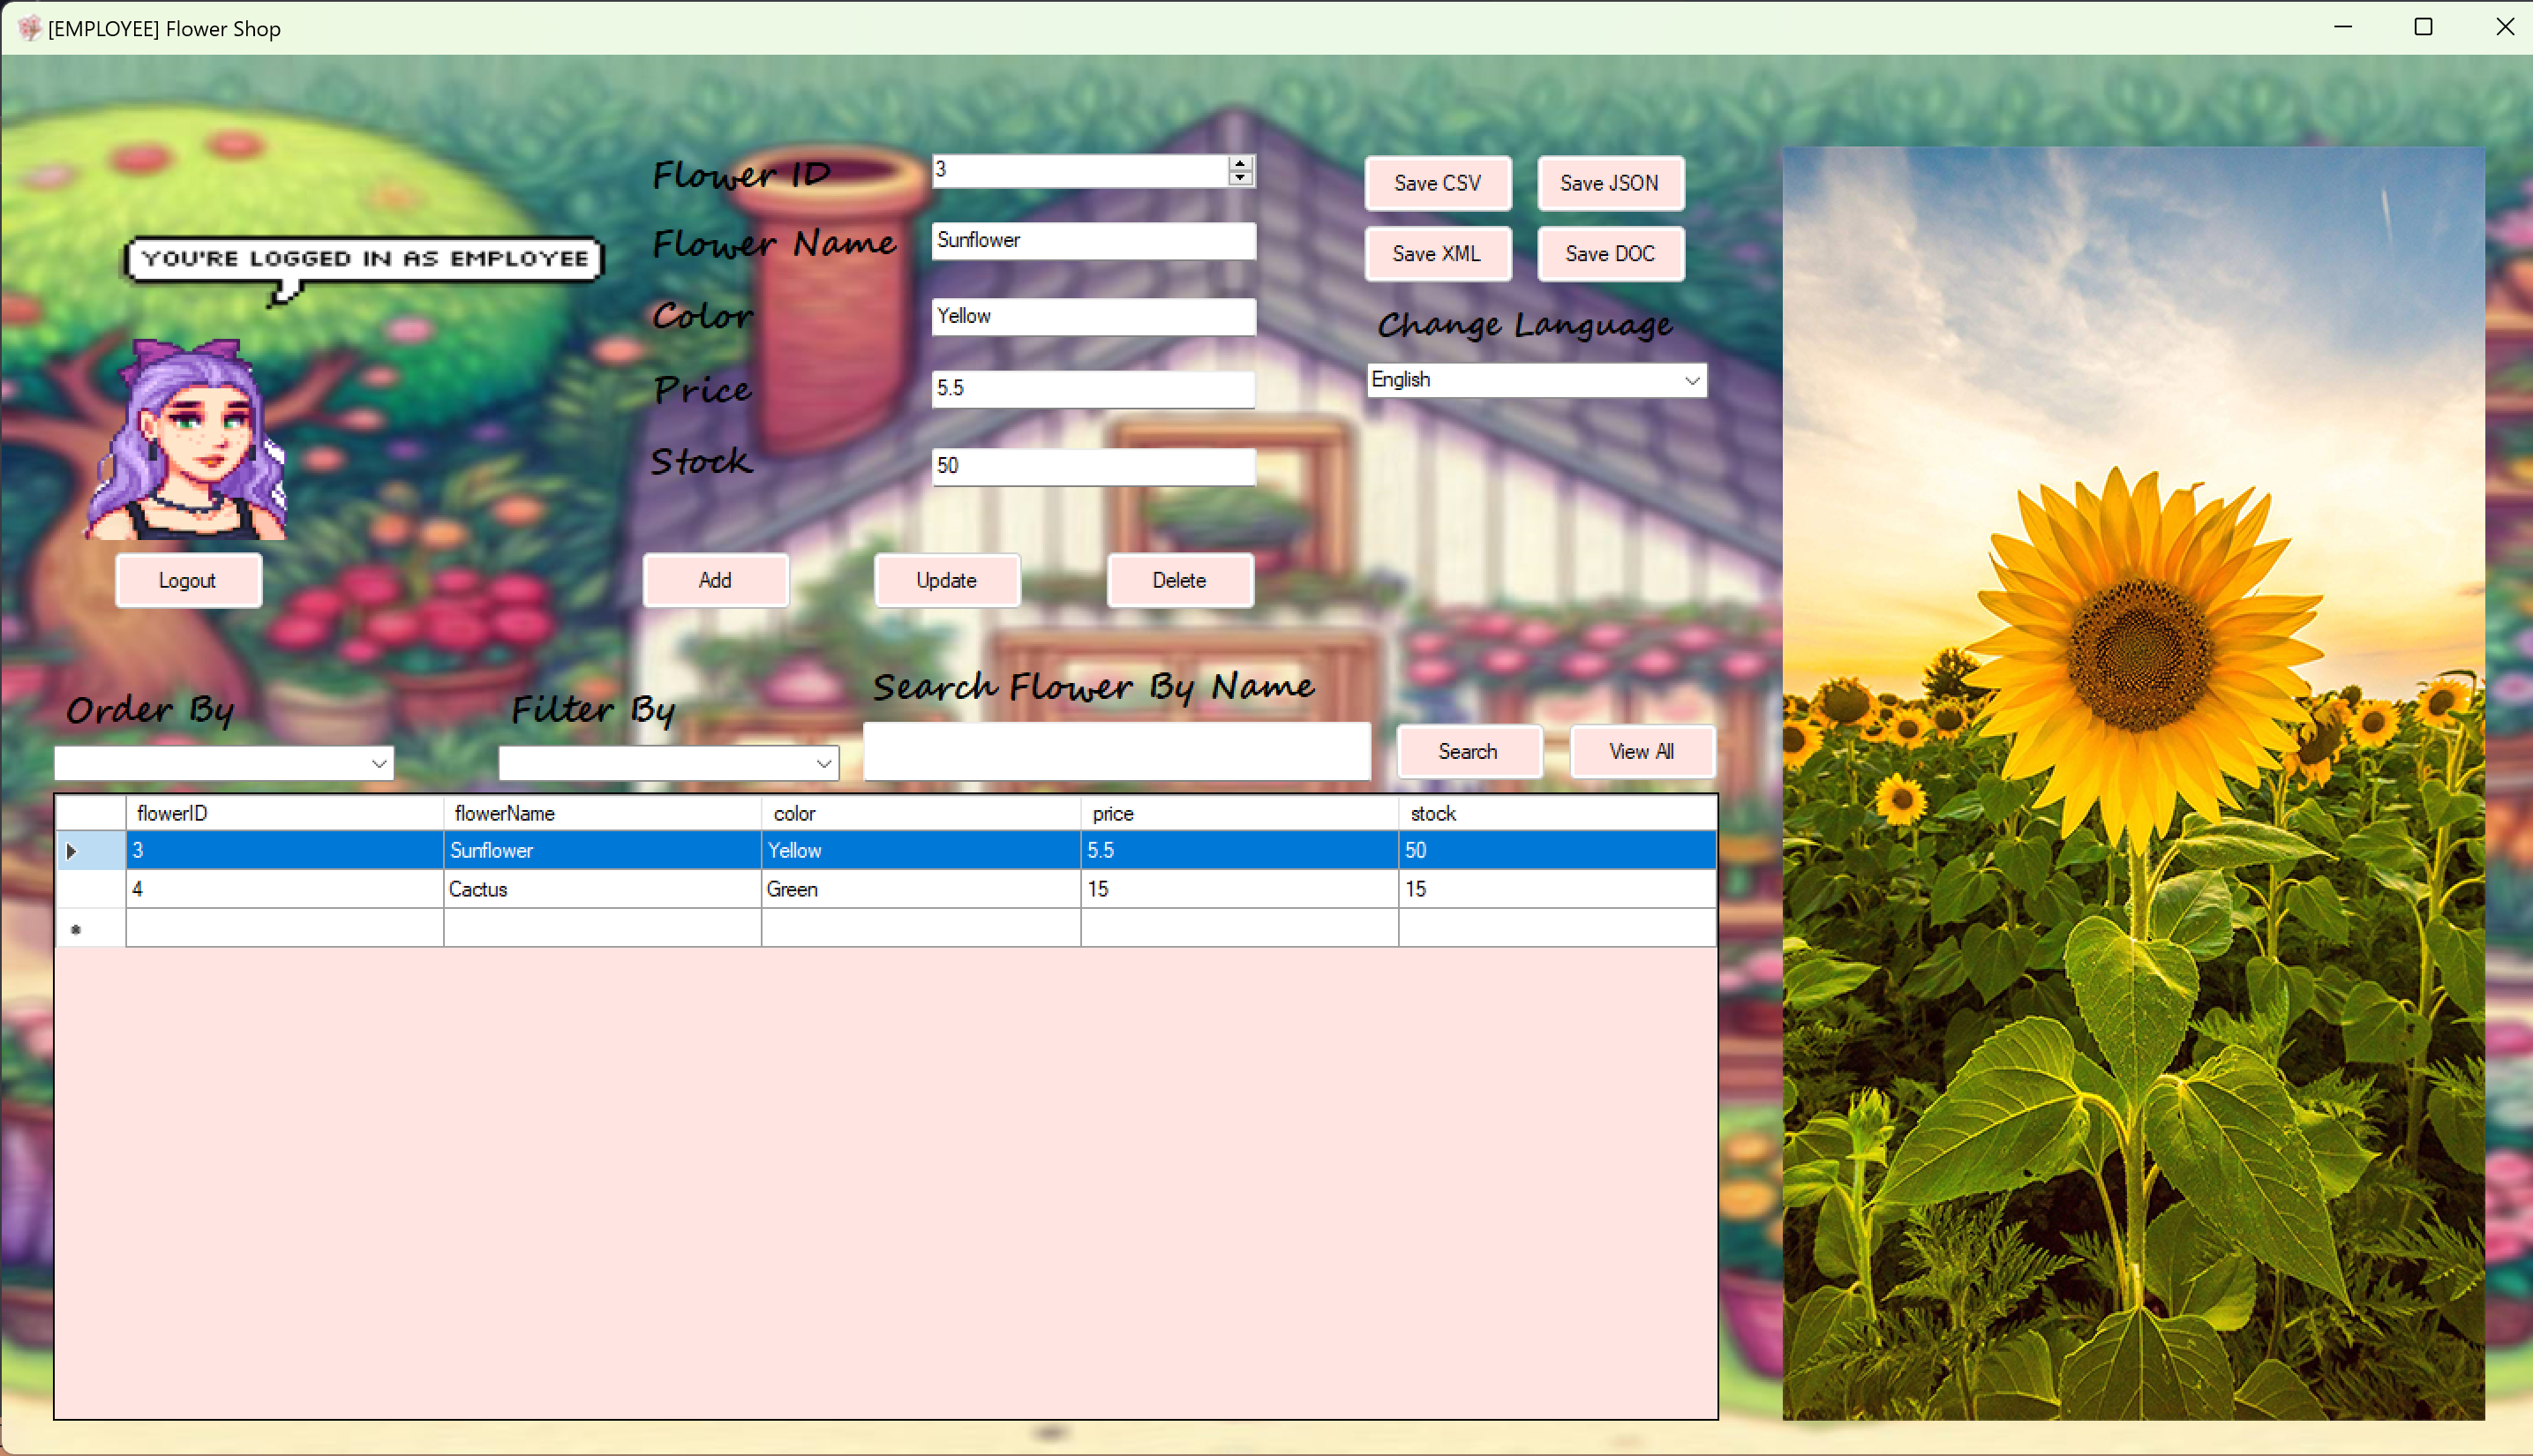 [EMPLOYEE] Flower Shop
YOU'RE LOGGED IN AS EMPLOYEE
Logout
Flower ID
3
Flower Name
Sunflower
Color
Yellow
Price
5.5
Stock
50
Add
Update
Delete
Save CSV
Save JSON
Save XML
Save DOC
Change Language
English
Order By
Filter By
Search Flower By Name
Search
View All
flowerID flowerName color price stock
3 Sunflower Yellow 5.5 50
4 Cactus Green 15 15